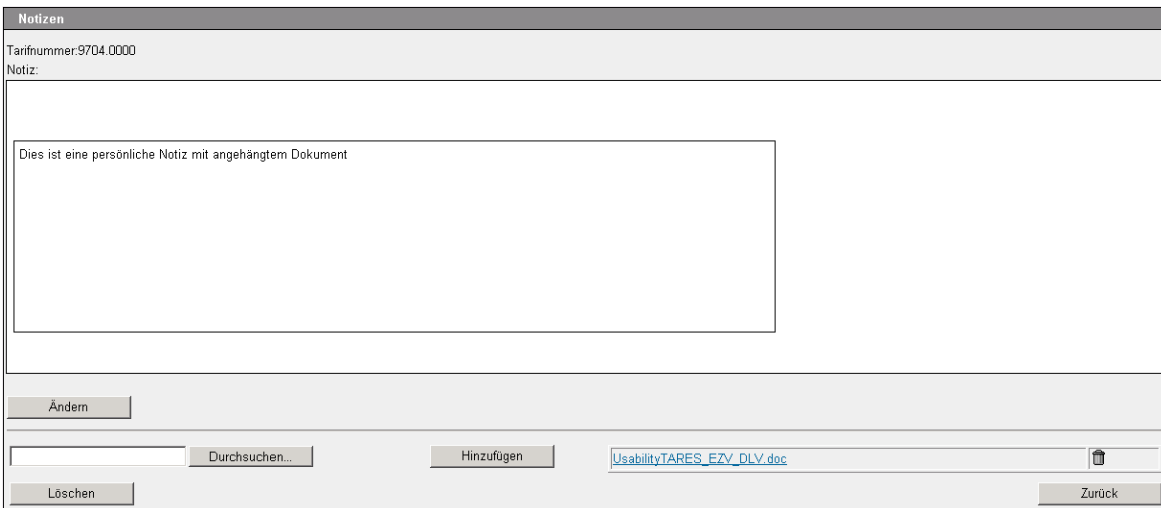 Notizen
Tarifnummer:9704.0000
Notiz:
Dies ist eine persönliche Notiz mit angehängtem Dokument
Ändern
Durchsuchen... Hinzufügen UsabilityTARES_EZV_DLV.doc
Löschen Zurück